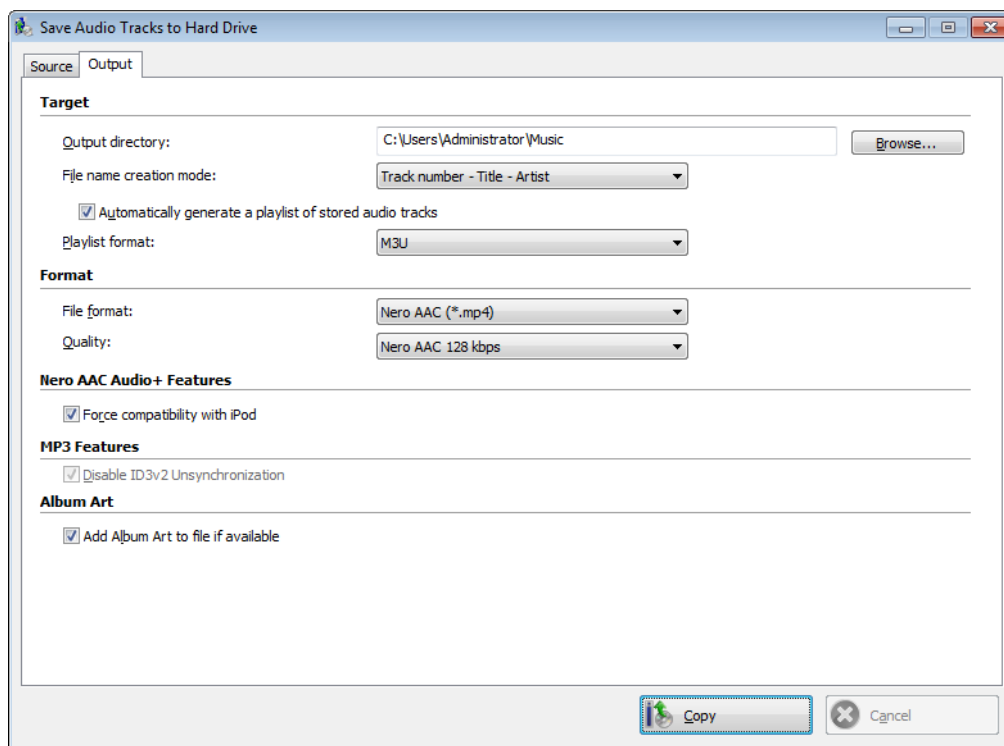 Save Audio Tracks to Hard Drive
Source Output
Target
Output directory: C:\Users\Administrator\Music Browse...
File name creation mode: Track number - Title - Artist
Automatically generate a playlist of stored audio tracks
Playlist format: M3U
Format
File format: Nero AAC (*.mp4)
Quality: Nero AAC 128 kbps
Nero AAC Audio+ Features
Force compatibility with iPod
MP3 Features
Disable ID3v2 Unsynchronization
Album Art
Add Album Art to file if available
Copy Cancel